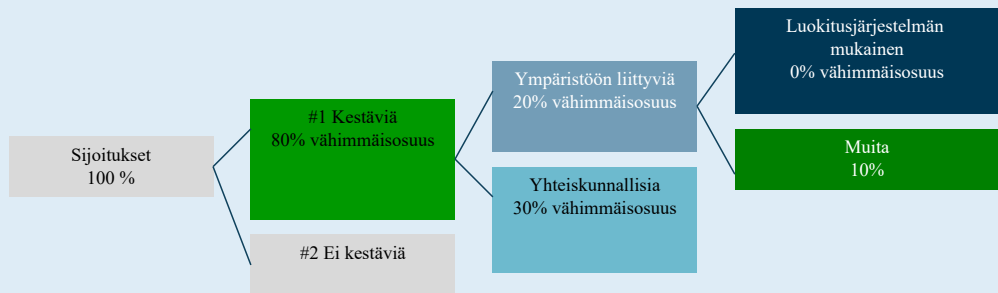 Sijoitukset
100 %
#1 Kestäviä
80% vähimmäisosuus
#2 Ei kestäviä
Ympäristöön liittyviä
20% vähimmäisosuus
Yhteiskunnallisia
30% vähimmäisosuus
Luokitusjärjestelmän
mukainen
0% vähimmäisosuus
Muita
10%